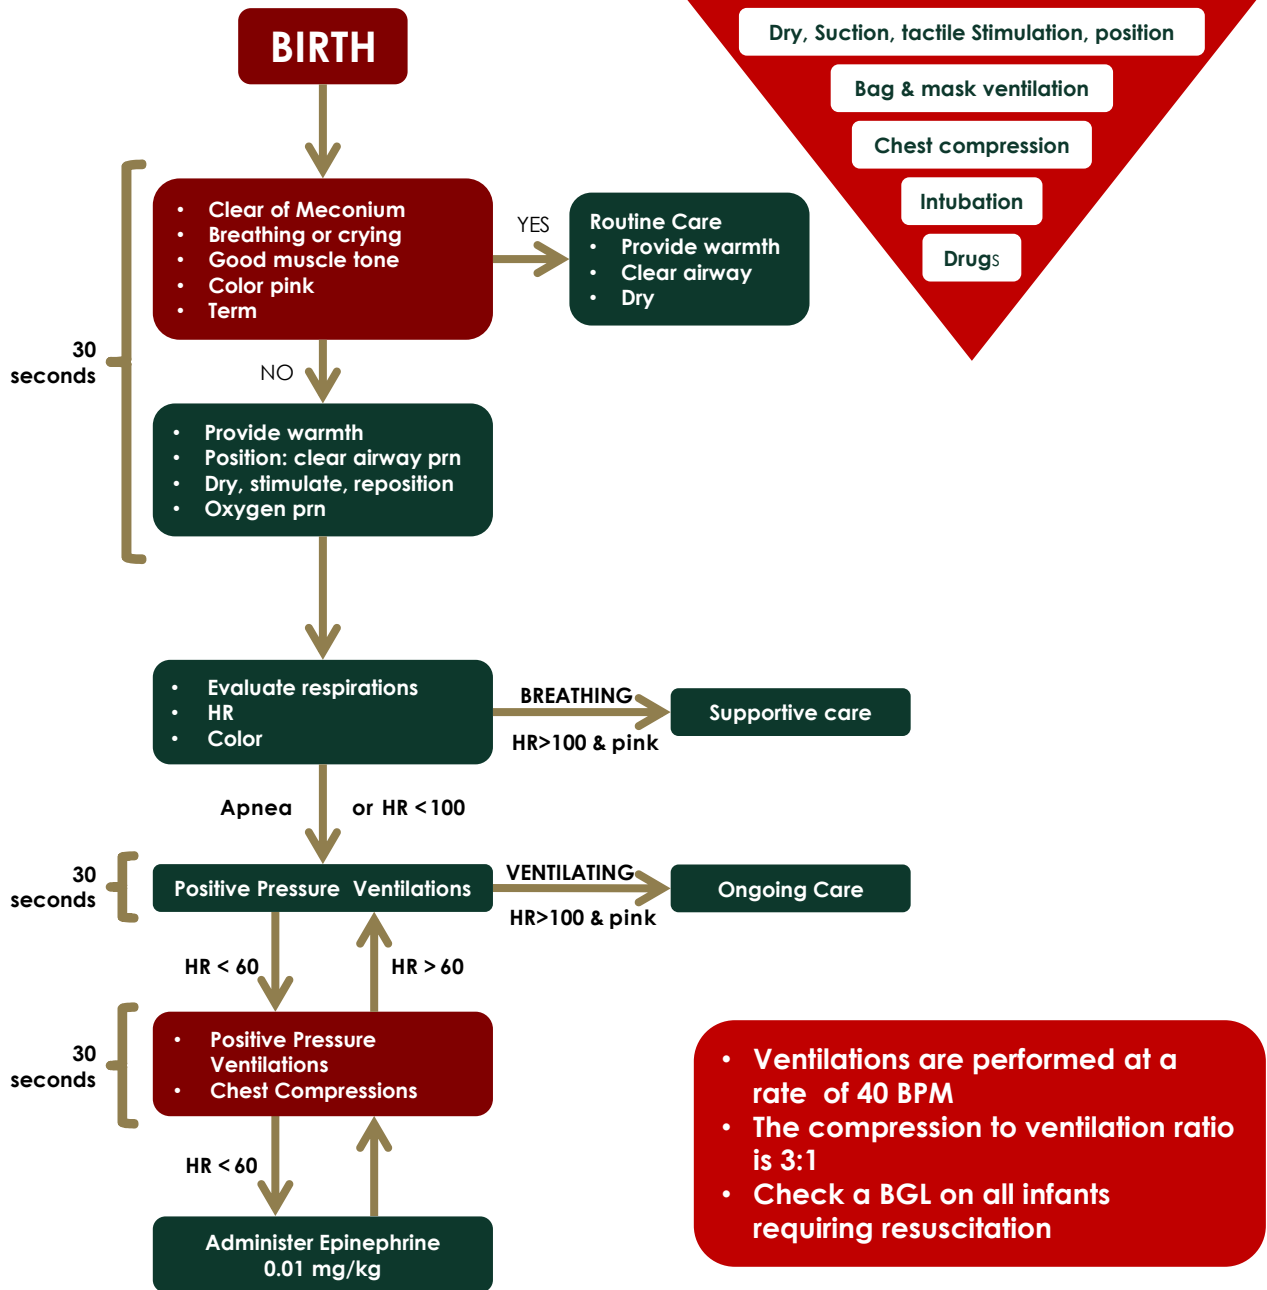 BIRTH
Dry, Suction, tactile Stimulation, position
Bag & mask ventilation
Chest compression
Intubation
Drugs
30
seconds
• Clear of Meconium
• Breathing or crying
• Good muscle tone
• Color pink
• Term
YES
Routine Care
• Provide warmth
• Clear airway
• Dry
NO
• Provide warmth
• Position: clear airway prn
• Dry, stimulate, reposition
• Oxygen prn
• Evaluate respirations
• HR
• Color
BREATHING
HR>100 & pink
Supportive care
Apnea or HR <100
30
seconds
Positive Pressure Ventilations
VENTILATING
HR>100 & pink
Ongoing Care
HR < 60
HR > 60
30
seconds
• Positive Pressure
Ventilations
• Chest Compressions
HR < 60
Administer Epinephrine
0.01 mg/kg
• Ventilations are performed at a
rate of 40 BPM
• The compression to ventilation ratio
is 3:1
• Check a BGL on all infants
requiring resuscitation